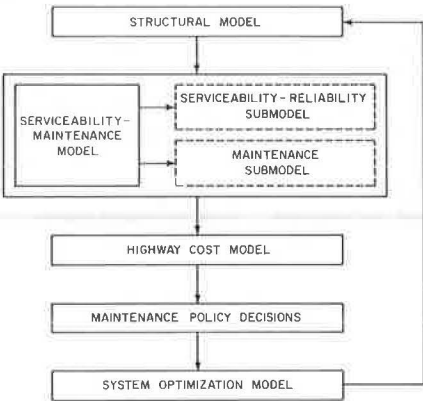 STRUCTURAL MODEL
SERVICEABILITY-
MAINTENANCE
MODEL
SERVICEABILITY-RELIABILITY
SUBMODEL
MAINTENANCE
SUBMODEL
HIGHWAY COST MODEL
MAINTENANCE POLICY DECISIONS
SYSTEM OPTIMIZATION MODEL